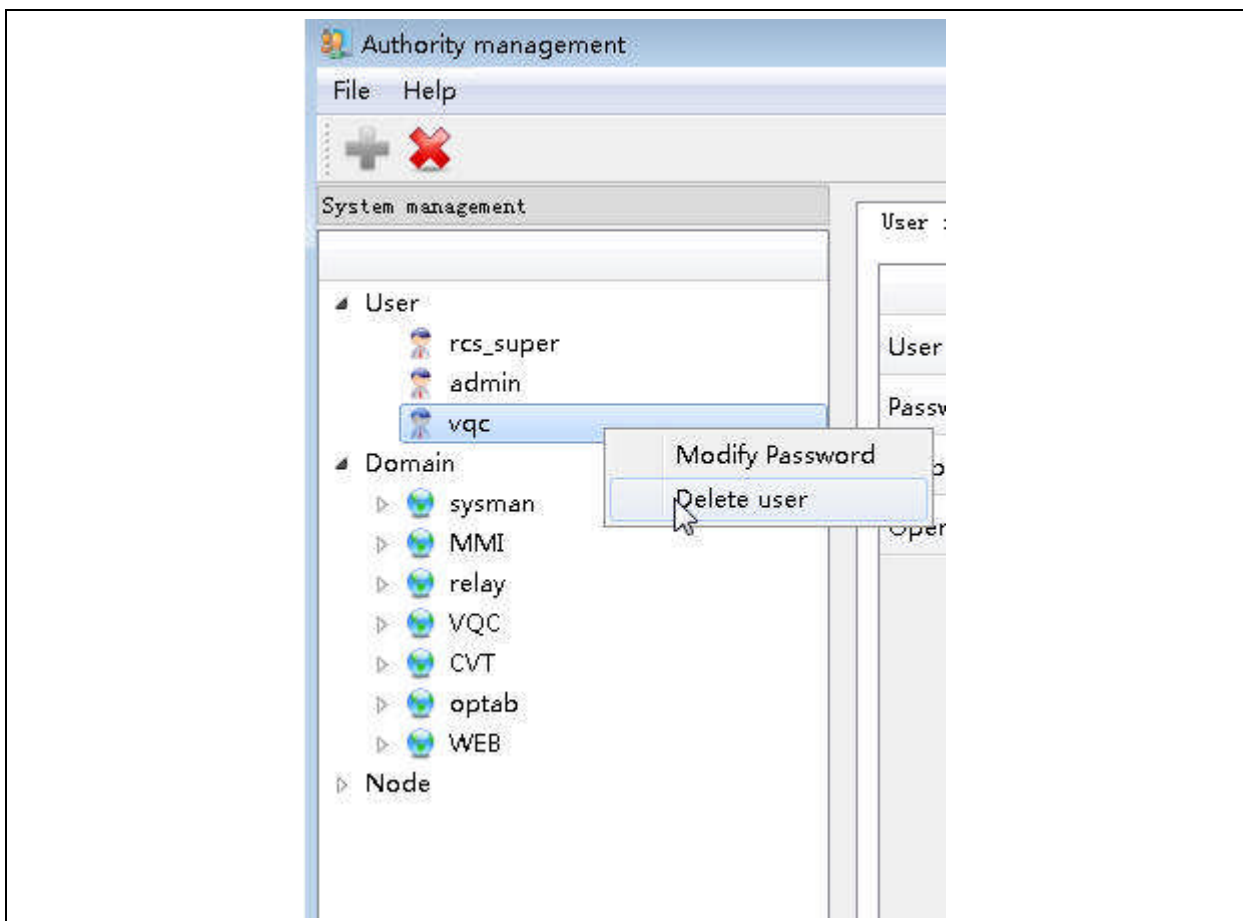 Authority management
File Help
System management
User :
User
rcs_super
User
admin
Passw
vqc
Modify Password
Domain
Delete user
sysman
Oper
MMI
relay
VQC
CVT
optab
WEB
Node